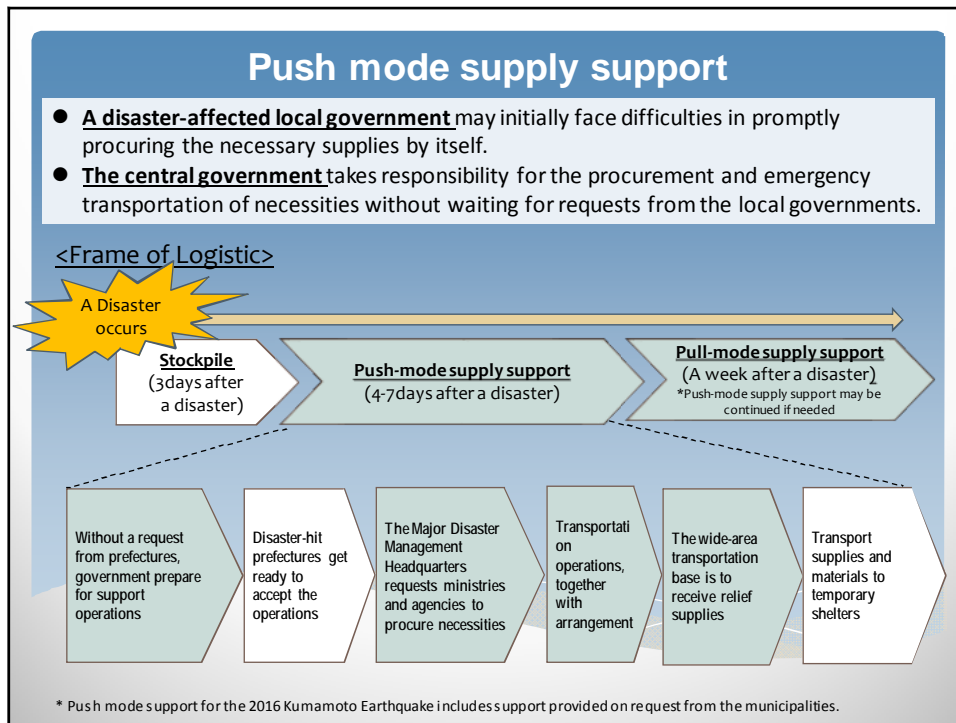 Push mode supply support
● A disaster-affected local government may initially face difficulties in promptly
procuring the necessary supplies by itself.
● The central government takes responsibility for the procurement and emergency
transportation of necessities without waiting for requests from the local governments.
<Frame of Logistic>
A Disaster
occurs
Stockpile
(3days after
a disaster)
Push-mode supply support
(4-7days after a disaster)
Pull-mode supply support
(A week after a disaster)
*Push-mode supply support may be
continued if needed
Without a request
from prefectures,
government prepare
for support
operations
Disaster-hit
prefectures get
ready to
accept the
operations
The Major Disaster
Management
Headquarters
requests ministries
and agencies to
procure necessities
Transportati
on
operations,
together
with
arrangement
The wide-area
transportation
base is to
receive relief
supplies
Transport
supplies and
materials to
temporary
shelters
* Push mode support for the 2016 Kumamoto Earthquake includes support provided on request from the municipalities.